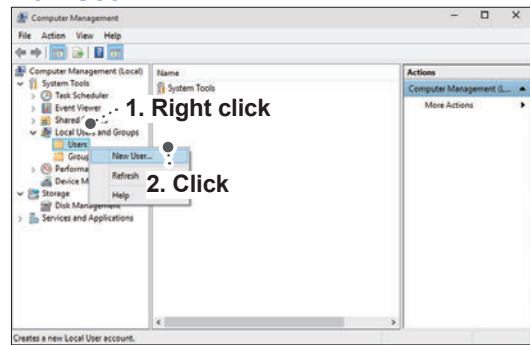 Computer Management
File Action View Help
Computer Management (Local)
System Tools
Task Scheduler
Event Viewer
Shared
Local Users and Groups
Users
Group
Performa
Device M
Storage
Disk Management
Services and Applications
New User...
Refresh
Help
Name
System Tools
1. Right click
2. Click
Actions
Computer Management (L...
More Actions
Creates a new Local User account.